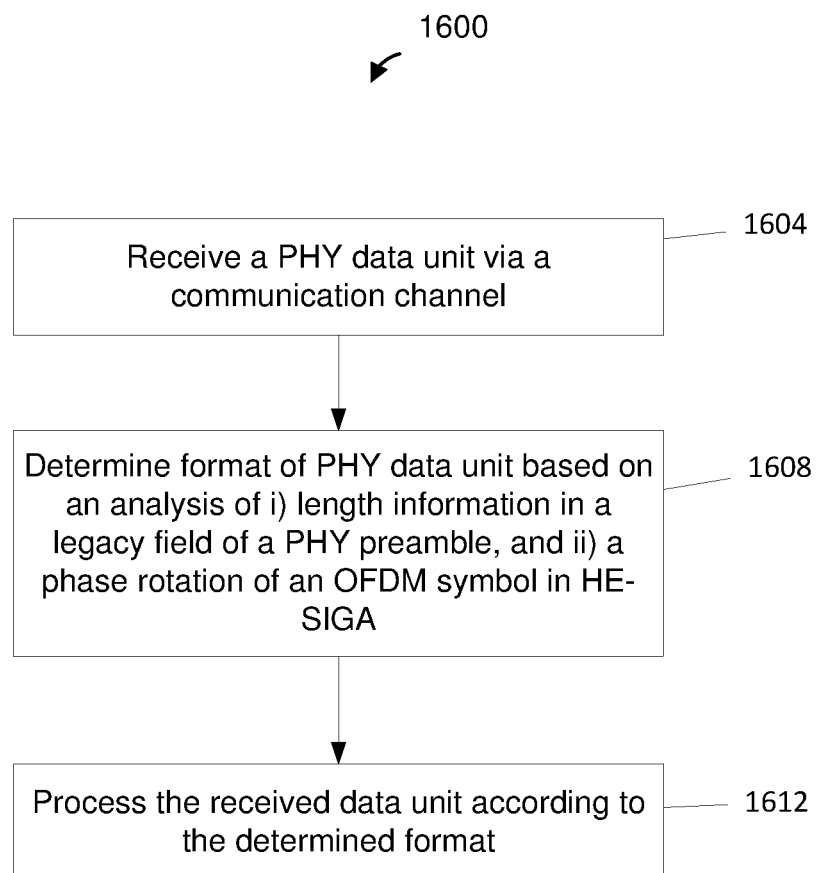 1600
1604
Receive a PHY data unit via a
communication channel
1608
Determine format of PHY data unit based on
an analysis of i) length information in a
legacy field of a PHY preamble, and ii) a
phase rotation of an OFDM symbol in HE-
SIGA
1612
Process the received data unit according to
the determined format